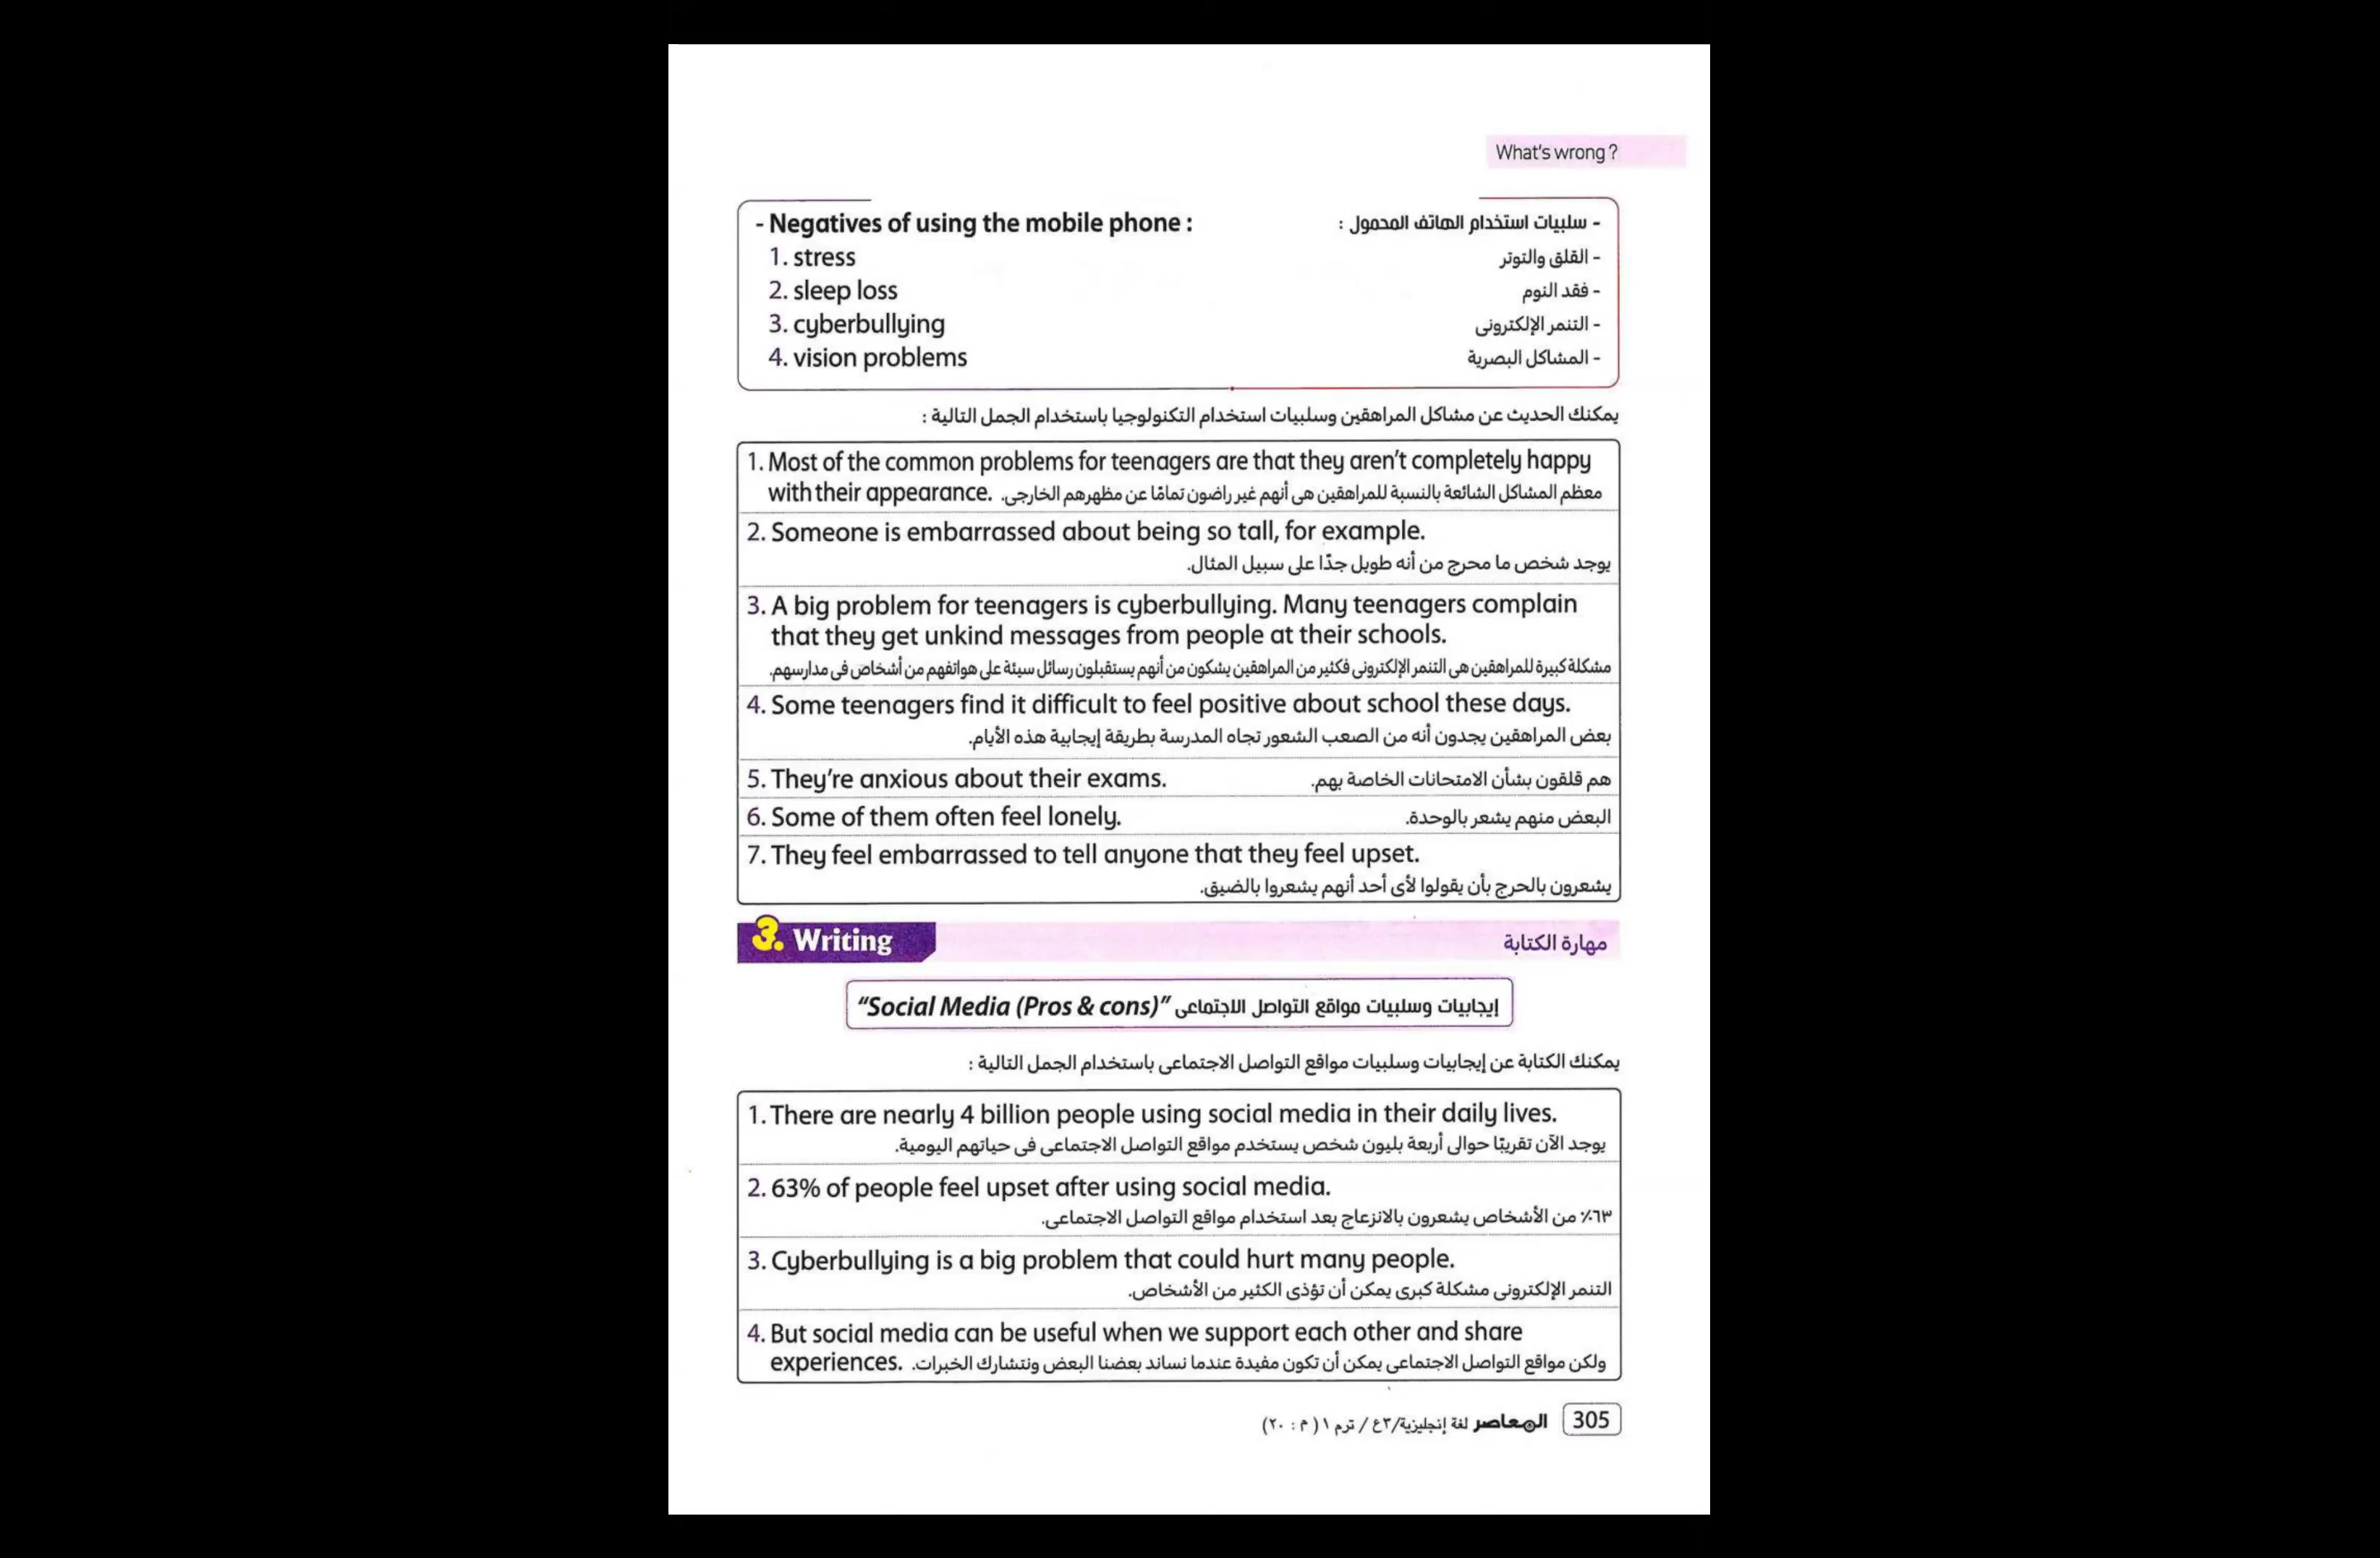 What's wrong ?
- Negatives of using the mobile phone :
- سلبيات استخدام الهاتف المحمول :
1. stress
- القلق والتوتر
2. sleep loss
- فقد النوم
3. cyberbullying
- التنمر الإلكترونى
4. vision problems
- المشاكل البصرية
يمكنك الحديث عن مشاكل المراهقين وسلبيات استخدام التكنولوجيا باستخدام الجمل التالية :
1. Most of the common problems for teenagers are that they aren't completely happy
with their appearance. معظم المشاكل الشائعة بالنسبة للمراهقين هى أنهم غير راضون تمامًا عن مظهرهم الخارجى.
2. Someone is embarrassed about being so tall, for example.
يوجد شخص ما محرج من أنه طويل جدًا على سبيل المثال.
3. A big problem for teenagers is cyberbullying. Many teenagers complain
that they get unkind messages from people at their schools.
مشكلة كبيرة للمراهقين هى التنمر الإلكترونى فكثير من المراهقين يشكون من أنهم يستقبلون رسائل سيئة على هواتفهم من أشخاص فى مدارسهم.
4. Some teenagers find it difficult to feel positive about school these days.
بعض المراهقين يجدون أنه من الصعب الشعور تجاه المدرسة بطريقة إيجابية هذه الأيام.
5. They're anxious about their exams. هم قلقون بشأن الامتحانات الخاصة بهم.
6. Some of them often feel lonely. البعض منهم يشعر بالوحدة.
7. They feel embarrassed to tell anyone that they feel upset.
يشعرون بالحرج بأن يقولوا لأى أحد أنهم يشعروا بالضيق.
3. Writing
مهارة الكتابة
"Social Media (Pros & cons)" إيجابيات وسلبيات مواقع التواصل الاجتماعى
يمكنك الكتابة عن إيجابيات وسلبيات مواقع التواصل الاجتماعى باستخدام الجمل التالية :
1. There are nearly 4 billion people using social media in their daily lives.
يوجد الآن تقريبًا حوالى أربعة بليون شخص يستخدم مواقع التواصل الاجتماعى فى حياتهم اليومية.
2. 63% of people feel upset after using social media.
٦٣٪ من الأشخاص يشعرون بالانزعاج بعد استخدام مواقع التواصل الاجتماعى.
3. Cyberbullying is a big problem that could hurt many people.
التنمر الإلكترونى مشكلة كبرى يمكن أن تؤذى الكثير من الأشخاص.
4. But social media can be useful when we support each other and share
experiences. ولكن مواقع التواصل الاجتماعى يمكن أن تكون مفيدة عندما نساند بعضنا البعض ونتشارك الخبرات.
المعاصر لغة إنجليزية/٣ع / ترم ١ ( م : ٢٠) 305